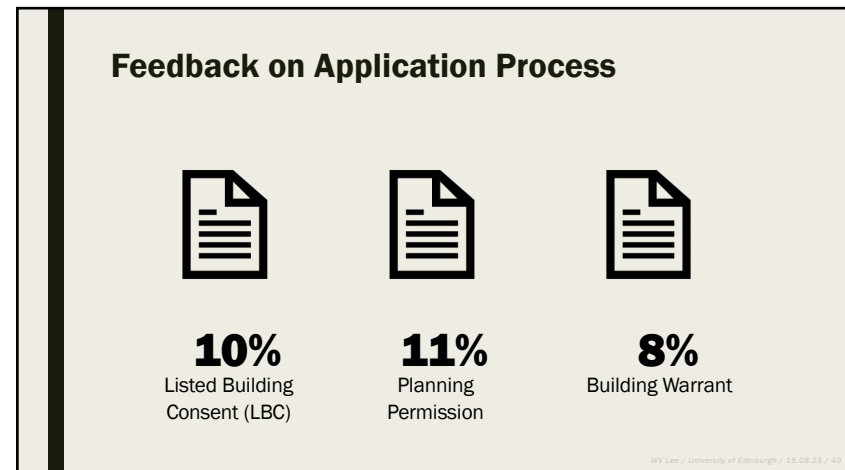 Feedback on Application Process
10%
Listed Building
Consent (LBC)
11%
Planning
Permission
8%
Building Warrant
WV Lee / University of Edinburgh / 15.08.23 / 40